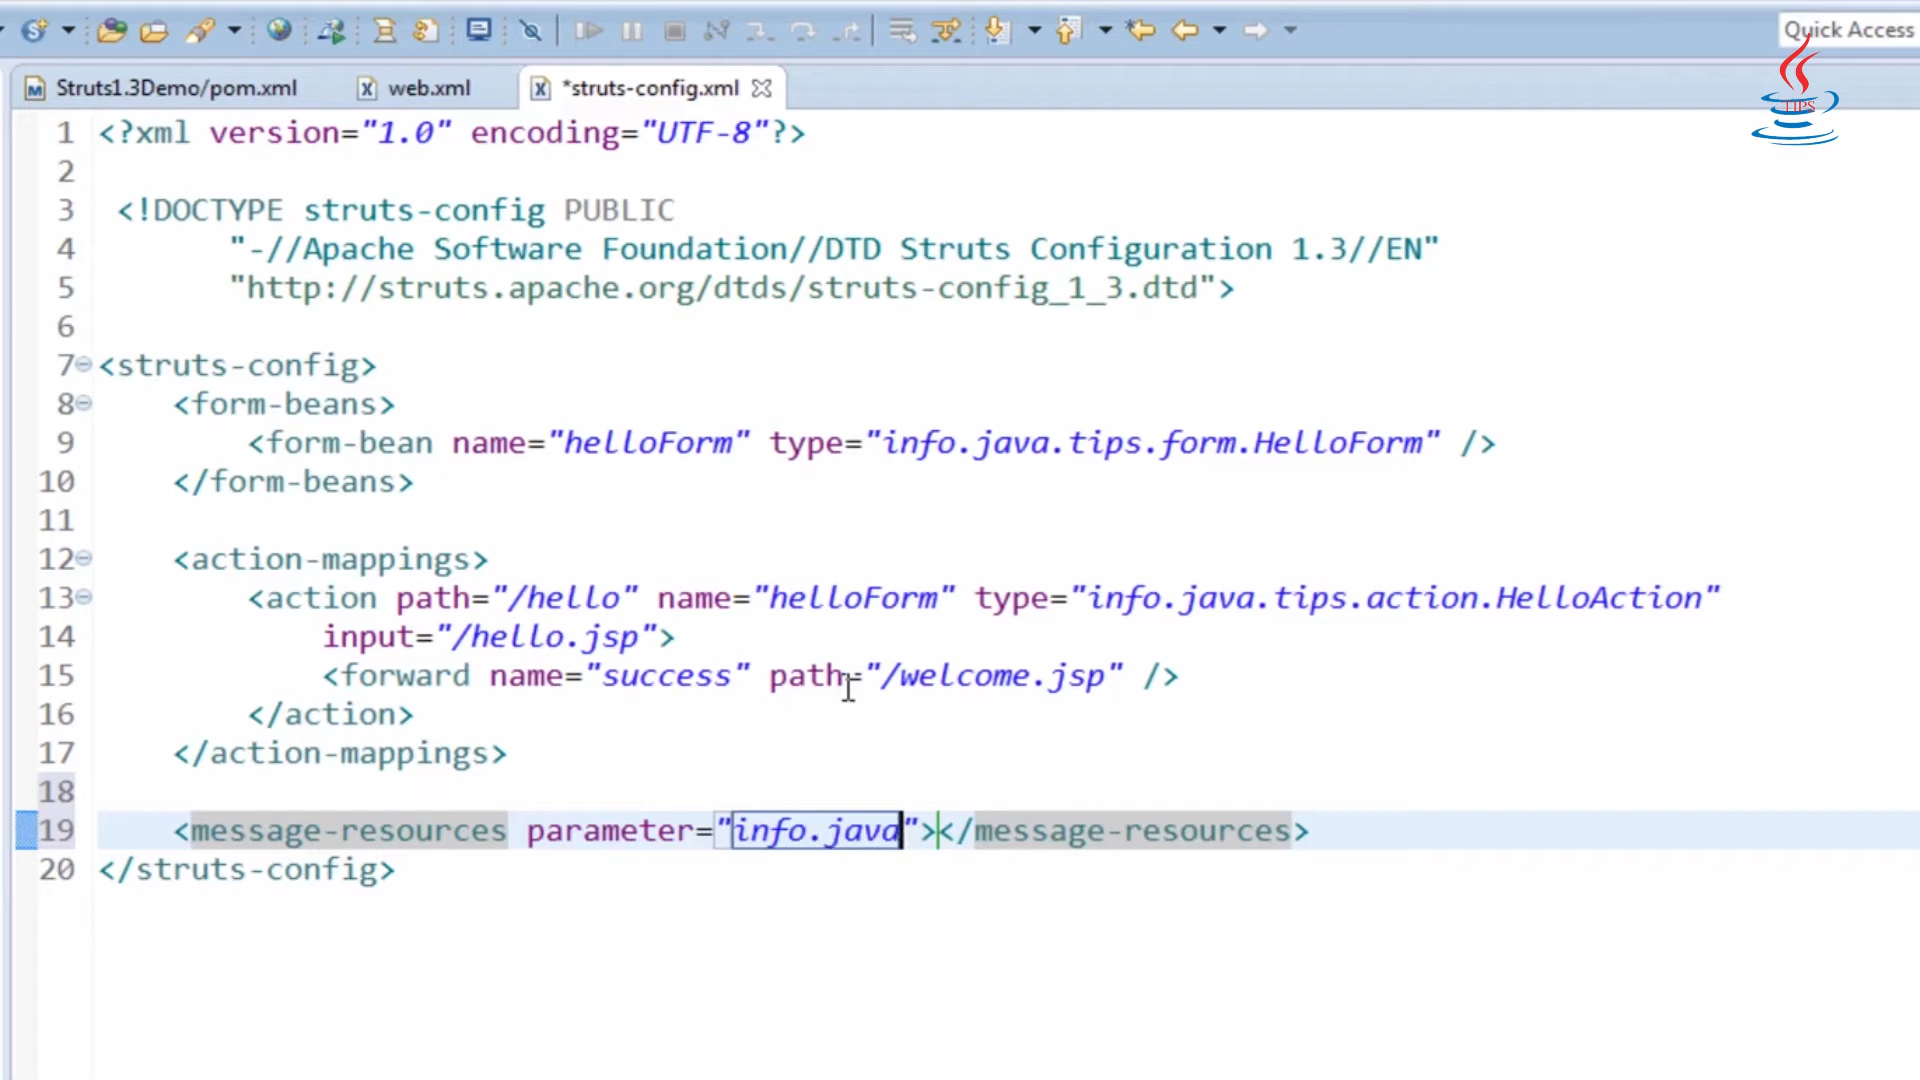 Quick Access
TIPS
Struts1.3Demo/pom.xml web.xml *struts-config.xml
1 <?xml version="1.0" encoding="UTF-8"?>
2
3 <!DOCTYPE struts-config PUBLIC
4 "-//Apache Software Foundation//DTD Struts Configuration 1.3//EN"
5 "http://struts.apache.org/dtds/struts-config_1_3.dtd">
6
7 <struts-config>
8 <form-beans>
9 <form-bean name="helloForm" type="info.java.tips.form.HelloForm" />
10 </form-beans>
11
12 <action-mappings>
13 <action path="/hello" name="helloForm" type="info.java.tips.action.HelloAction"
14 input="/hello.jsp">
15 <forward name="success" path="/welcome.jsp" />
16 </action>
17 </action-mappings>
18
19 <message-resources parameter="info.java"></message-resources>
20 </struts-config>